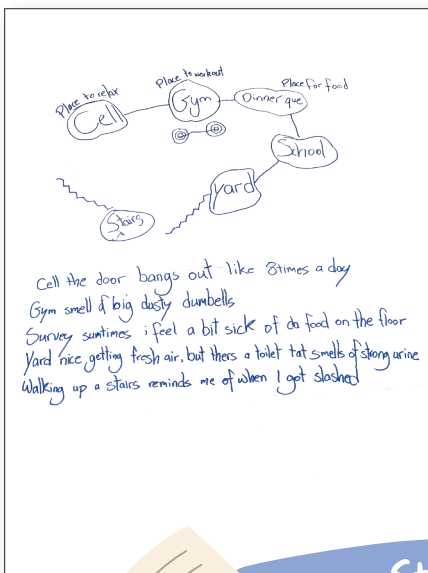 Place to relax
Cell
Place to workout
Gym
Place for food
Dinner que
School
yard
Stairs
Cell the door bangs out like 8 times a day
Gym smell of big dusty dumbells
Survey sumtimes i feel a bit sick of da food on the floor
Yard nice getting fresh air, but thers a toilet tat smells of strong urine
Walking up a stairs reminds me of when I got slashed
St